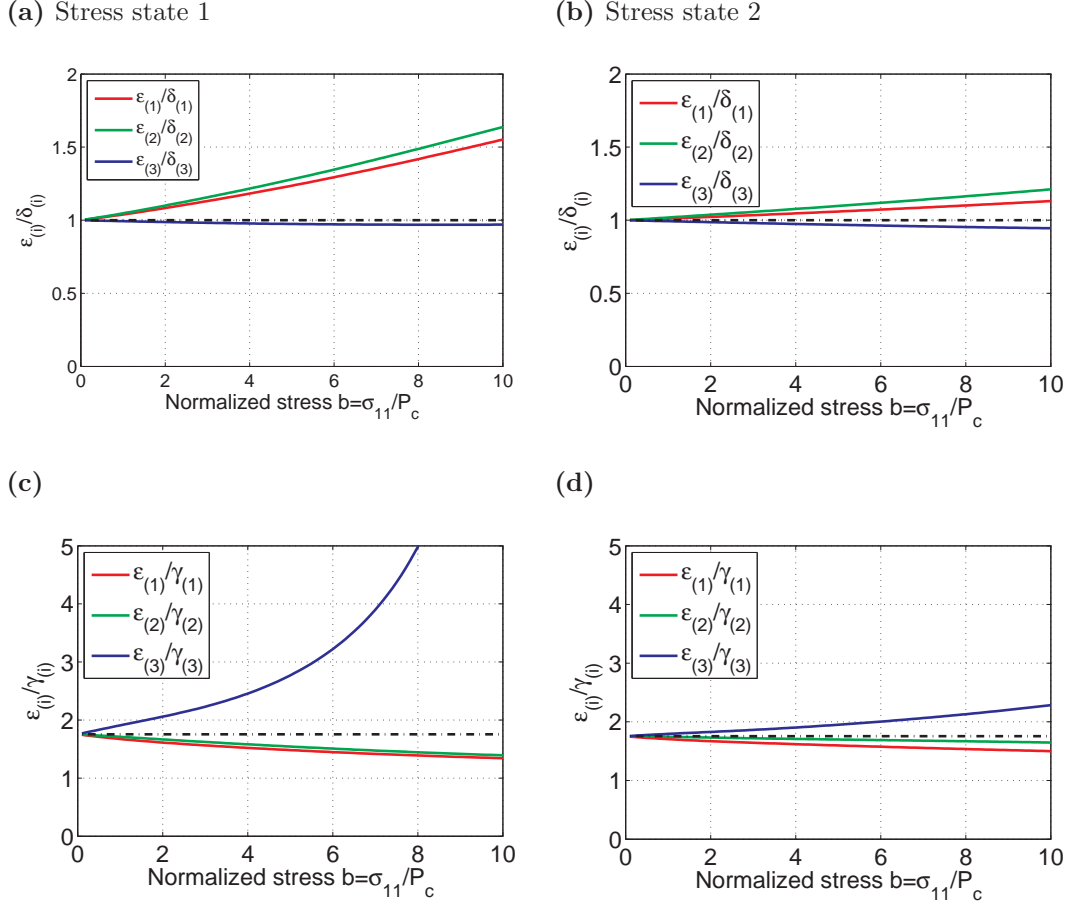 (a) Stress state 1
2
1.5
1
0.5
0
ε(i)/δ(i)
ε(1)/δ(1)
ε(2)/δ(2)
ε(3)/δ(3)
0 2 4 6 8 10
Normalized stress b=σ11/Pc
(b) Stress state 2
2
1.5
1
0.5
0
ε(i)/δ(i)
ε(1)/δ(1)
ε(2)/δ(2)
ε(3)/δ(3)
0 2 4 6 8 10
Normalized stress b=σ11/Pc
(c)
5
4
3
2
1
0
ε(i)/γ(i)
ε(1)/γ(1)
ε(2)/γ(2)
ε(3)/γ(3)
0 2 4 6 8 10
Normalized stress b=σ11/Pc
(d)
5
4
3
2
1
0
ε(i)/γ(i)
ε(1)/γ(1)
ε(2)/γ(2)
ε(3)/γ(3)
0 2 4 6 8 10
Normalized stress b=σ11/Pc